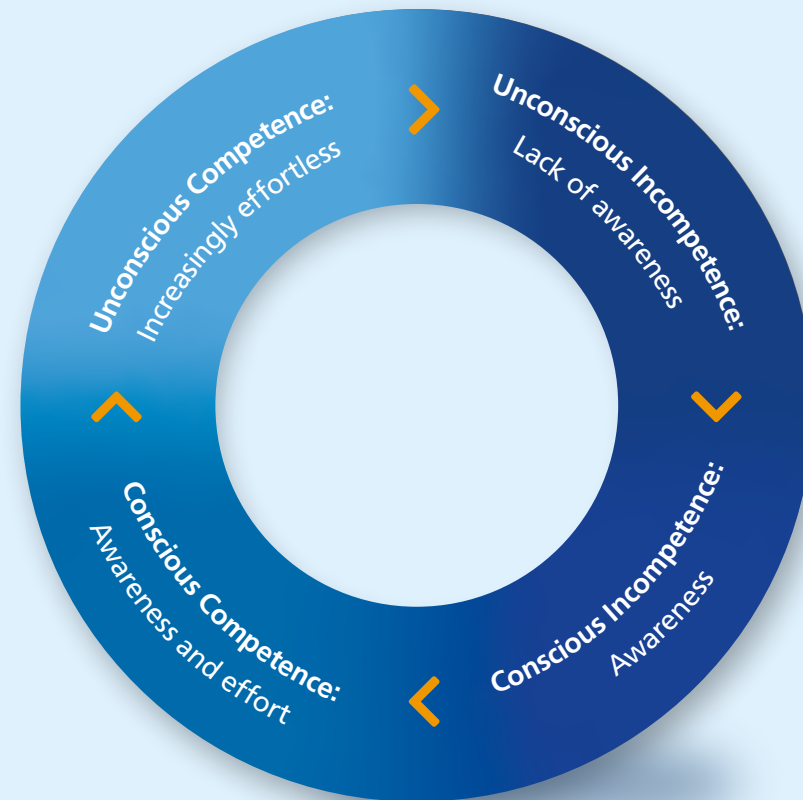 Unconscious Incompetence:
Lack of awareness
Conscious Incompetence:
Awareness
Conscious Competence:
Awareness and effort
Unconscious Competence:
Increasingly effortless